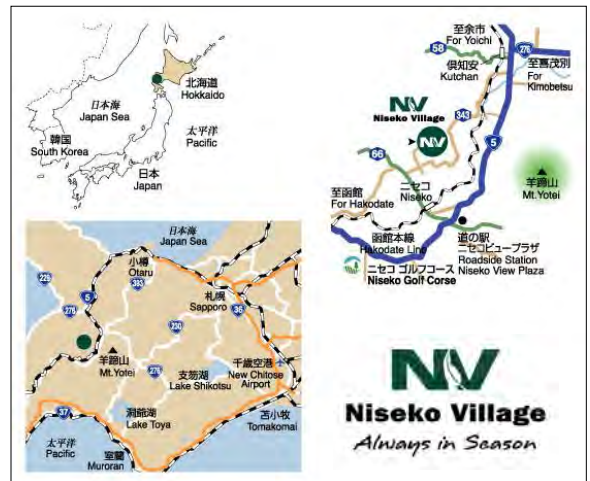 北海道
Hokkaido
日本海
Japan Sea
太平洋
Pacific
韓国
South Korea
日本
Japan
至余市
For Yoichi
58
276
倶知安
Kutchan
至喜茂別
For
Kimobetsu
NV
Niseko Village
343
NV
5
66
羊蹄山
Mt.Yotei
至函館
For Hakodate
ニセコ
Niseko
函館本線
Hakodate Line
道の駅
ニセコビュープラザ
Roadside Station
Niseko View Plaza
ニセコ ゴルフコース
Niseko Golf Corse
日本海
Japan Sea
小樽
Otaru
229
5
393
札幌
Sapporo
276
36
230
羊蹄山
Mt.Yotei
276
支笏湖
Lake Shikotsu
千歳空港
New Chitose
Airport
洞爺湖
Lake Toya
苫小牧
Tomakomai
37
太平洋
Pacific
室蘭
Muroran
NV
Niseko Village
Always in Season